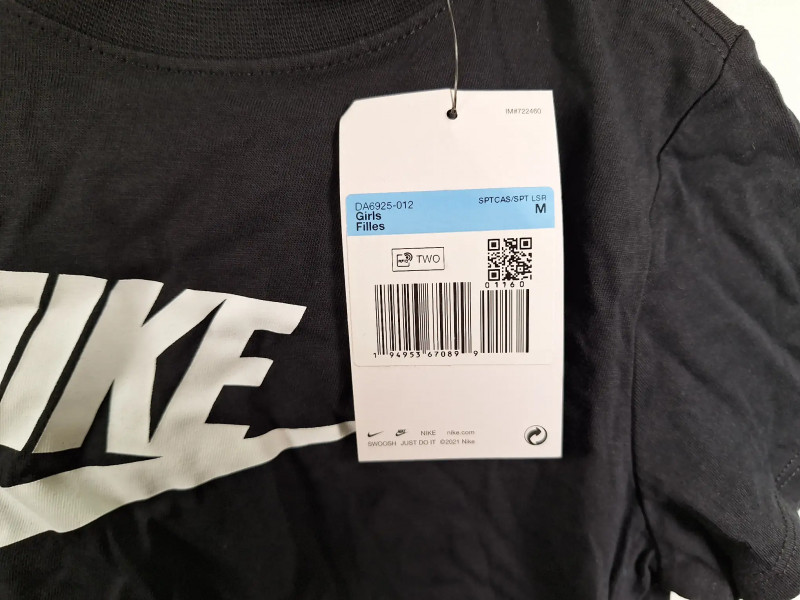 IM#722460
DA6925-012
SPTCAS/SPT LSR
Girls
M
Filles
TWO
01160
1 94953 67089 9
NIKE
NIKE nike.com
SWOOSH JUST DO IT ©2021 Nike